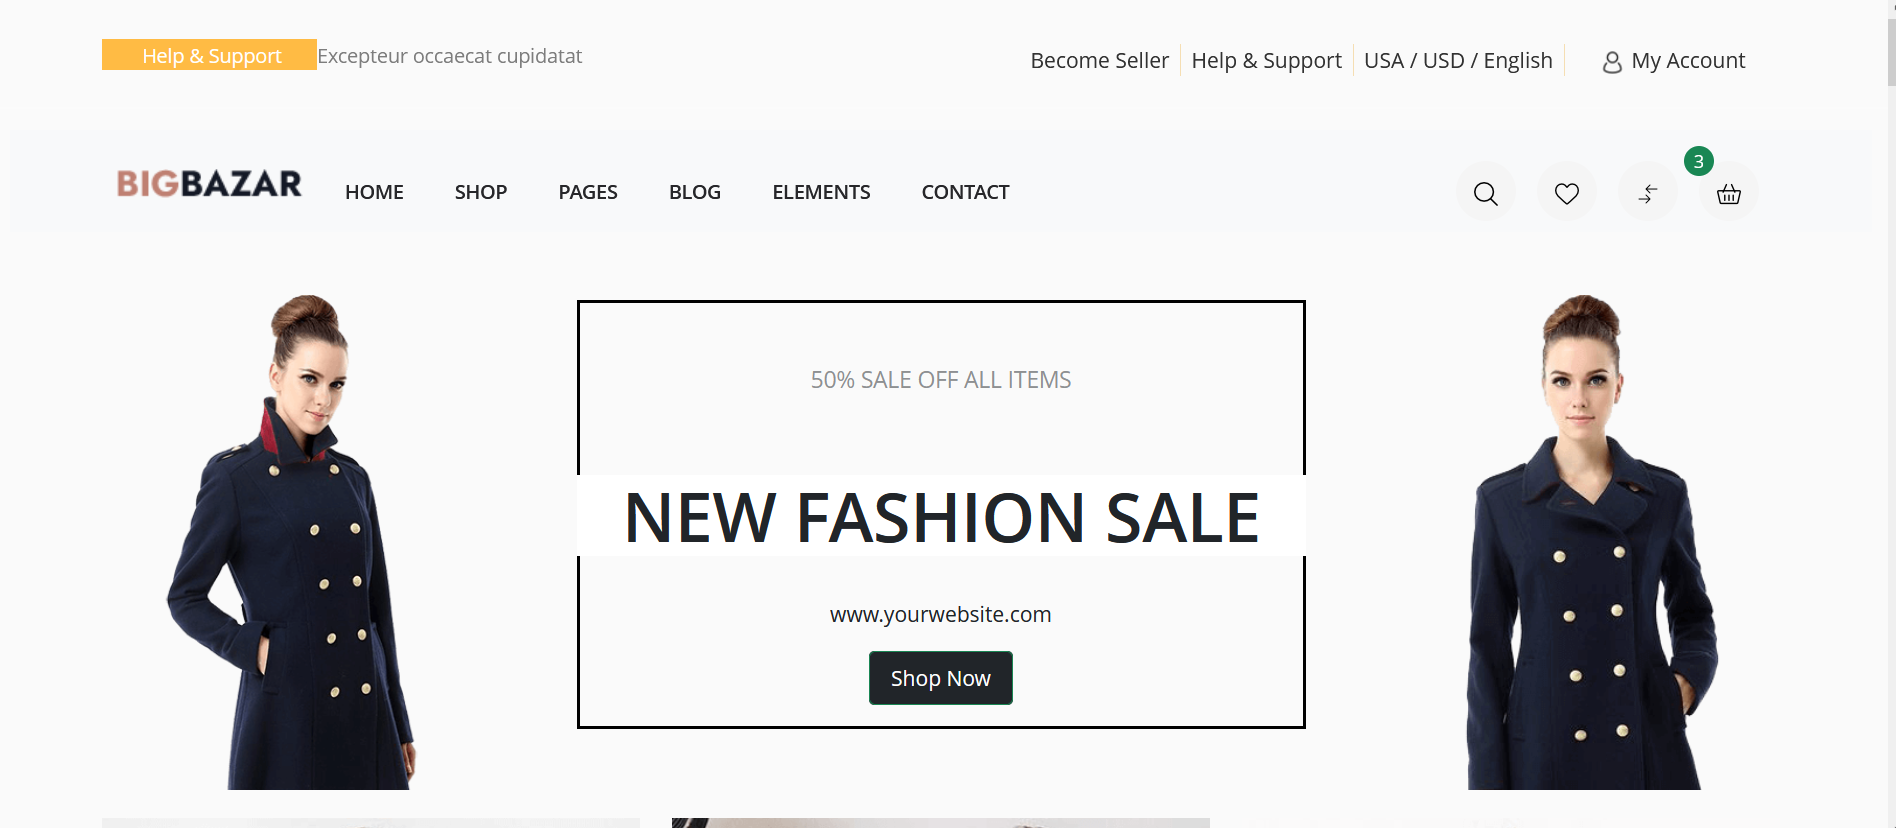 Help & Support Excepteur occaecat cupidatat
Become Seller Help & Support USA / USD / English My Account
BIGBAZAR HOME SHOP PAGES BLOG ELEMENTS CONTACT
3
50% SALE OFF ALL ITEMS
NEW FASHION SALE
www.yourwebsite.com
Shop Now